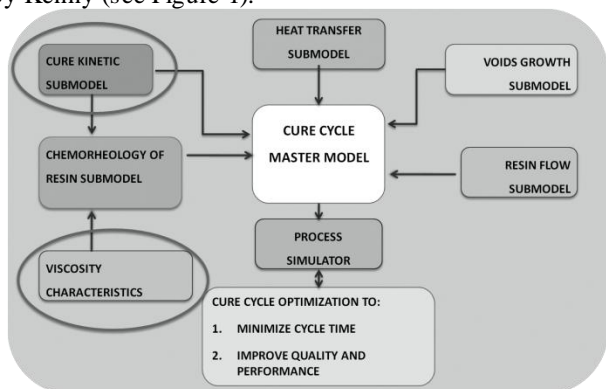 by Kenny (see Figure 1).
CURE KINETIC
SUBMODEL
HEAT TRANSFER
SUBMODEL
VOIDS GROWTH
SUBMODEL
CHEMORHEOLOGY OF
RESIN SUBMODEL
CURE CYCLE
MASTER MODEL
RESIN FLOW
SUBMODEL
VISCOSITY
CHARACTERISTICS
PROCESS
SIMULATOR
CURE CYCLE OPTIMIZATION TO:
1. MINIMIZE CYCLE TIME
2. IMPROVE QUALITY AND
PERFORMANCE